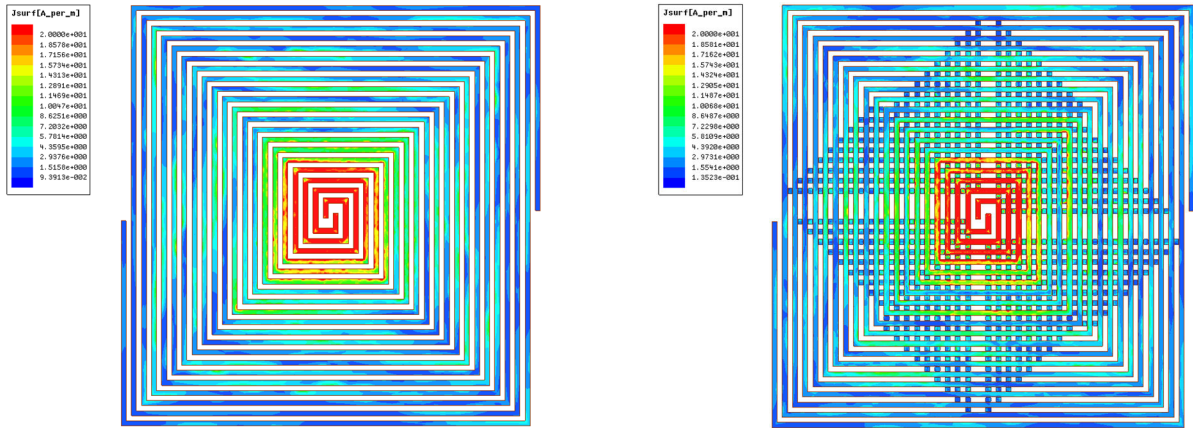 Jsurf[A_per_m]
2.0000e+001
1.8578e+001
1.7156e+001
1.5734e+001
1.4313e+001
1.2891e+001
1.1469e+001
1.0047e+001
8.6251e+000
7.2032e+000
5.7814e+000
4.3595e+000
2.9376e+000
1.5158e+000
9.3913e-002
Jsurf[A_per_m]
2.0000e+001
1.8581e+001
1.7162e+001
1.5743e+001
1.4324e+001
1.2905e+001
1.1487e+001
1.0068e+001
8.6487e+000
7.2298e+000
5.8109e+000
4.3920e+000
2.9731e+000
1.5541e+000
1.3523e-001